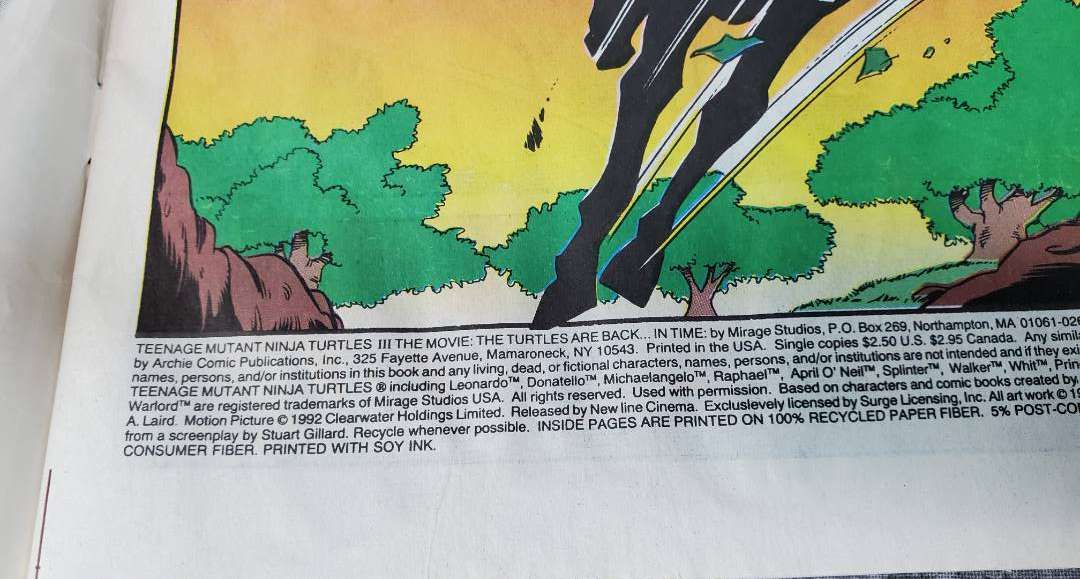 TEENAGE MUTANT NINJA TURTLES III THE MOVIE: THE TURTLES ARE BACK... IN TIME: by Mirage Studios, P.O. Box 269, Northampton, MA 01061-026
by Archie Comic Publications, Inc., 325 Fayette Avenue, Mamaroneck, NY 10543. Printed in the USA. Single copies $2.50 U.S. $2.95 Canada. Any simila
names, persons, and/or institutions in this book and any living, dead, or fictional characters, names, persons, and/or institutions are not intended and if they exi
TEENAGE MUTANT NINJA TURTLES ® including Leonardo™, Donatello™, Michaelangelo™, Raphael™, April O' Neil™, Splinter™, Walker™, Whit™, Prin
Warlord™ are registered trademarks of Mirage Studios USA. All rights reserved. Used with permission. Based on characters and comic books created by
A. Laird. Motion Picture © 1992 Clearwater Holdings Limited. Released by New line Cinema. Exclusievely licensed by Surge Licensing, Inc. All art work © 19
from a screenplay by Stuart Gillard. Recycle whenever possible. INSIDE PAGES ARE PRINTED ON 100% RECYCLED PAPER FIBER. 5% POST-CO
CONSUMER FIBER. PRINTED WITH SOY INK.